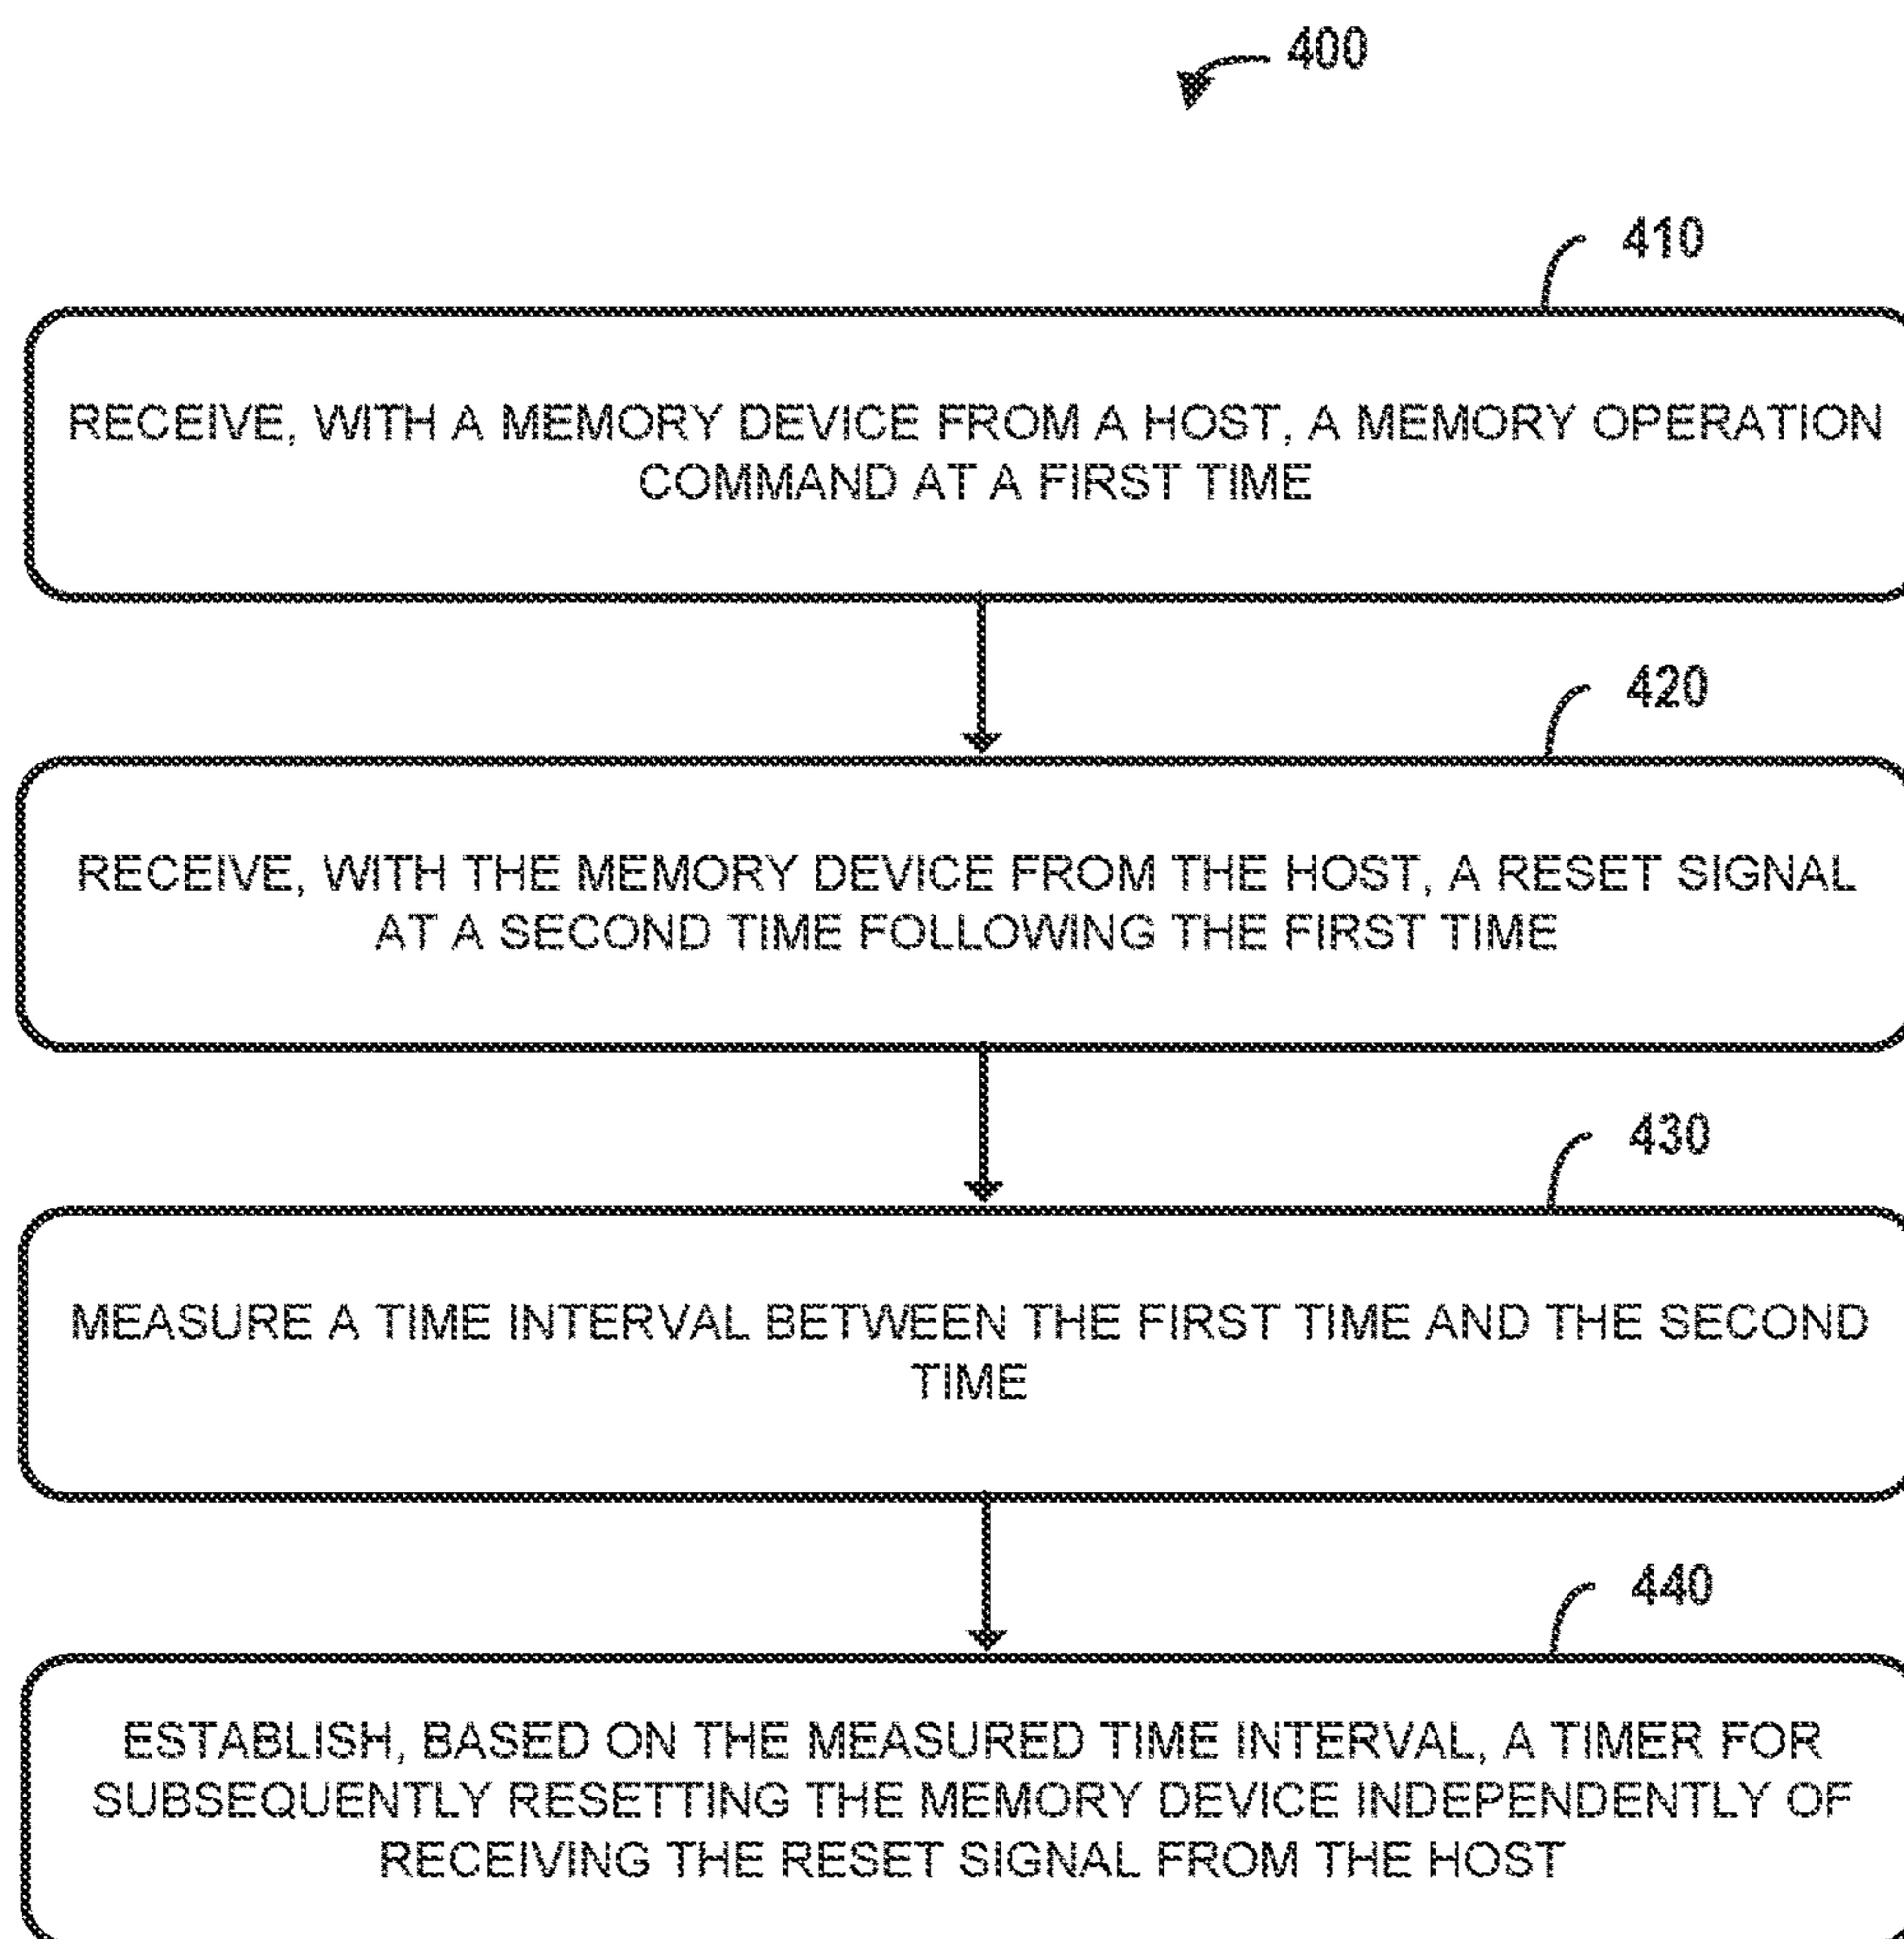 400
410
RECEIVE, WITH A MEMORY DEVICE FROM A HOST, A MEMORY OPERATION
COMMAND AT A FIRST TIME
420
RECEIVE, WITH THE MEMORY DEVICE FROM THE HOST, A RESET SIGNAL
AT A SECOND TIME FOLLOWING THE FIRST TIME
430
MEASURE A TIME INTERVAL BETWEEN THE FIRST TIME AND THE SECOND
TIME
440
ESTABLISH, BASED ON THE MEASURED TIME INTERVAL, A TIMER FOR
SUBSEQUENTLY RESETTING THE MEMORY DEVICE INDEPENDENTLY OF
RECEIVING THE RESET SIGNAL FROM THE HOST